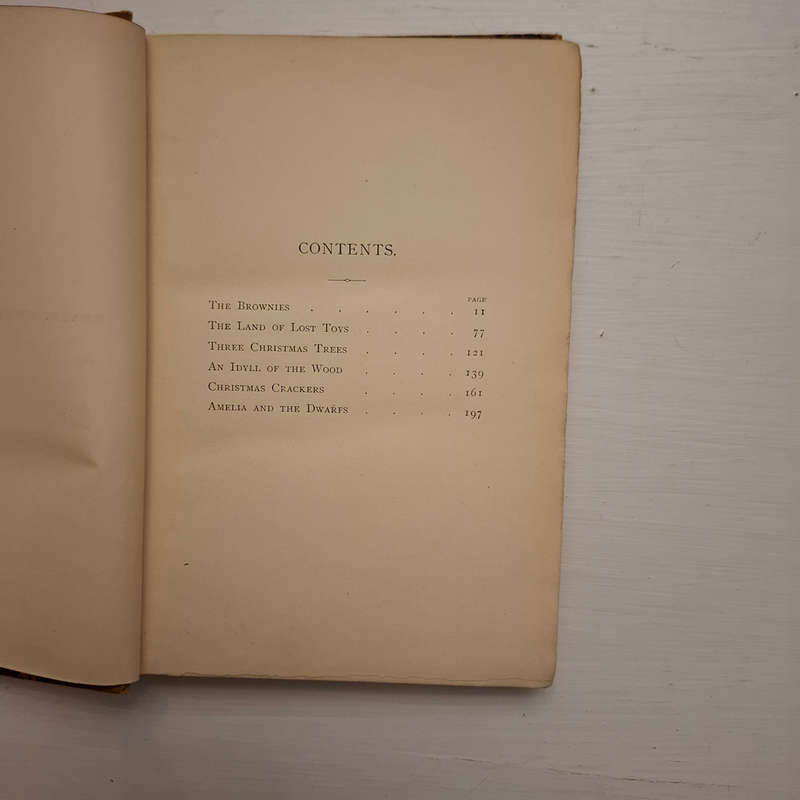 CONTENTS.
PAGE
The Brownies . . . . . . 11
The Land of Lost Toys . . . . 77
Three Christmas Trees . . . . 121
An Idyll of the Wood . . . . 139
Christmas Crackers . . . . 161
Amelia and the Dwarfs . . . . 197